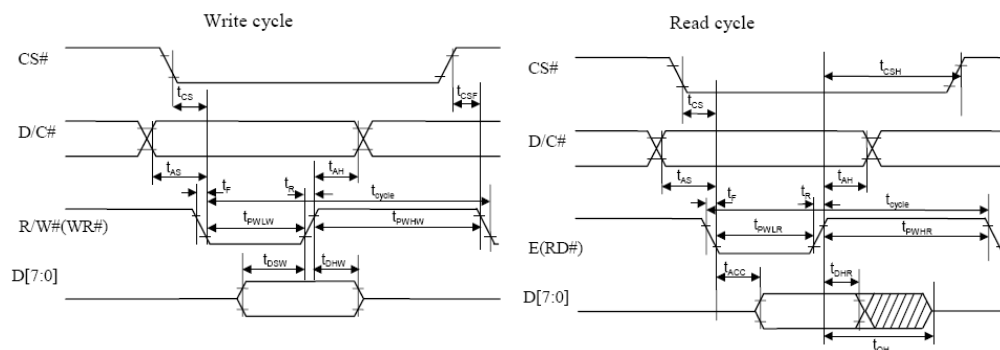 Write cycle
CS#
tCS
tCSF
D/C#
tAS
tAH
tF
tR
tcycle
R/W#(WR#)
tPWLW
tPWHW
tDSW
tDHW
D[7:0]
Read cycle
CS#
tCSH
tCS
D/C#
tAS
tAH
tF
tR
tcycle
E(RD#)
tPWLR
tPWHR
tACC
tDHR
D[7:0]
tOH